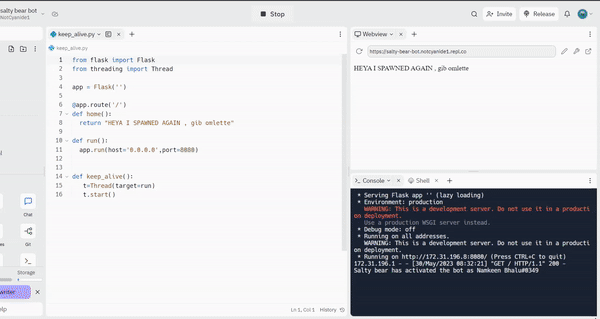 salty bear bot
NotCyanide1
Stop
Invite
Release
keep_alive.py
keep_alive.py
1 from flask import Flask
2 from threading import Thread
3
4 app = Flask('')
5
6 @app.route('/')
7 def home():
8 return "HEYA I SPAWNED AGAIN , gib omlette"
9
10 def run():
11 app.run(host='0.0.0.0',port=8080)
12
13
14 def keep_alive():
15 t=Thread(target=run)
16 t.start()
Ln 1, Col 1 History
Webview
https://salty-bear-bot.notcyanide1.repl.co
HEYA I SPAWNED AGAIN , gib omlette
Console Shell
* Serving Flask app '' (lazy loading)
* Environment: production
WARNING: This is a development server. Do not use it in a producti
on deployment.
Use a production WSGI server instead.
* Debug mode: off
* Running on all addresses.
WARNING: This is a development server. Do not use it in a producti
on deployment.
* Running on http://172.31.196.8:8080/ (Press CTRL+C to quit)
172.31.196.1 - - [30/May/2023 08:32:21] "GET / HTTP/1.1" 200 -
Salty bear has activated the bot as Namkeen Bhalu#0349
Chat
Git
Storage
writer